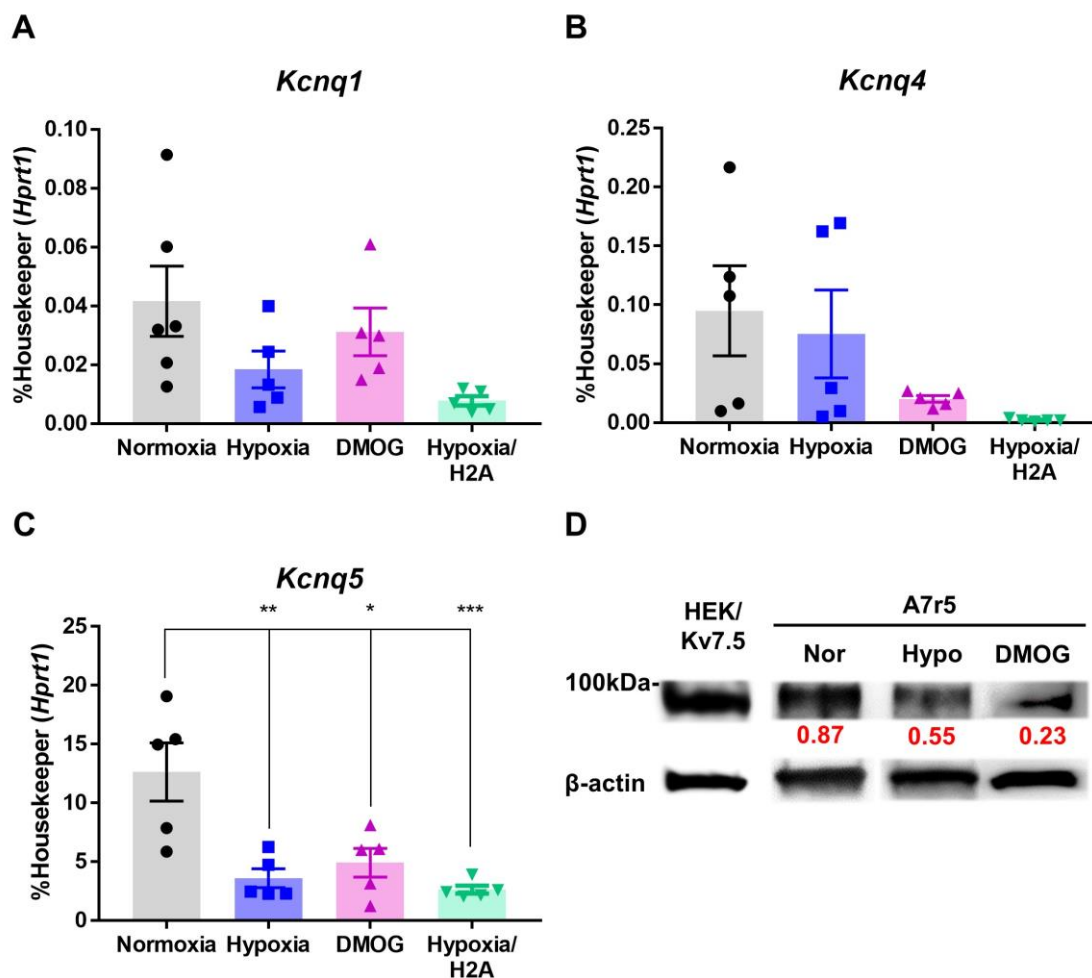 A
Kcnq1
%Housekeeper (Hprt1)
0.10
0.08
0.06
0.04
0.02
0.00
Normoxia Hypoxia DMOG Hypoxia/
H2A
B
Kcnq4
%Housekeeper (Hprt1)
0.25
0.20
0.15
0.10
0.05
0.00
Normoxia Hypoxia DMOG Hypoxia/
H2A
C
Kcnq5
** * ***
%Housekeeper (Hprt1)
25
20
15
10
5
0
Normoxia Hypoxia DMOG Hypoxia/
H2A
D
HEK/
Kv7.5
A7r5
Nor Hypo DMOG
100kDa-
0.87 0.55 0.23
β-actin